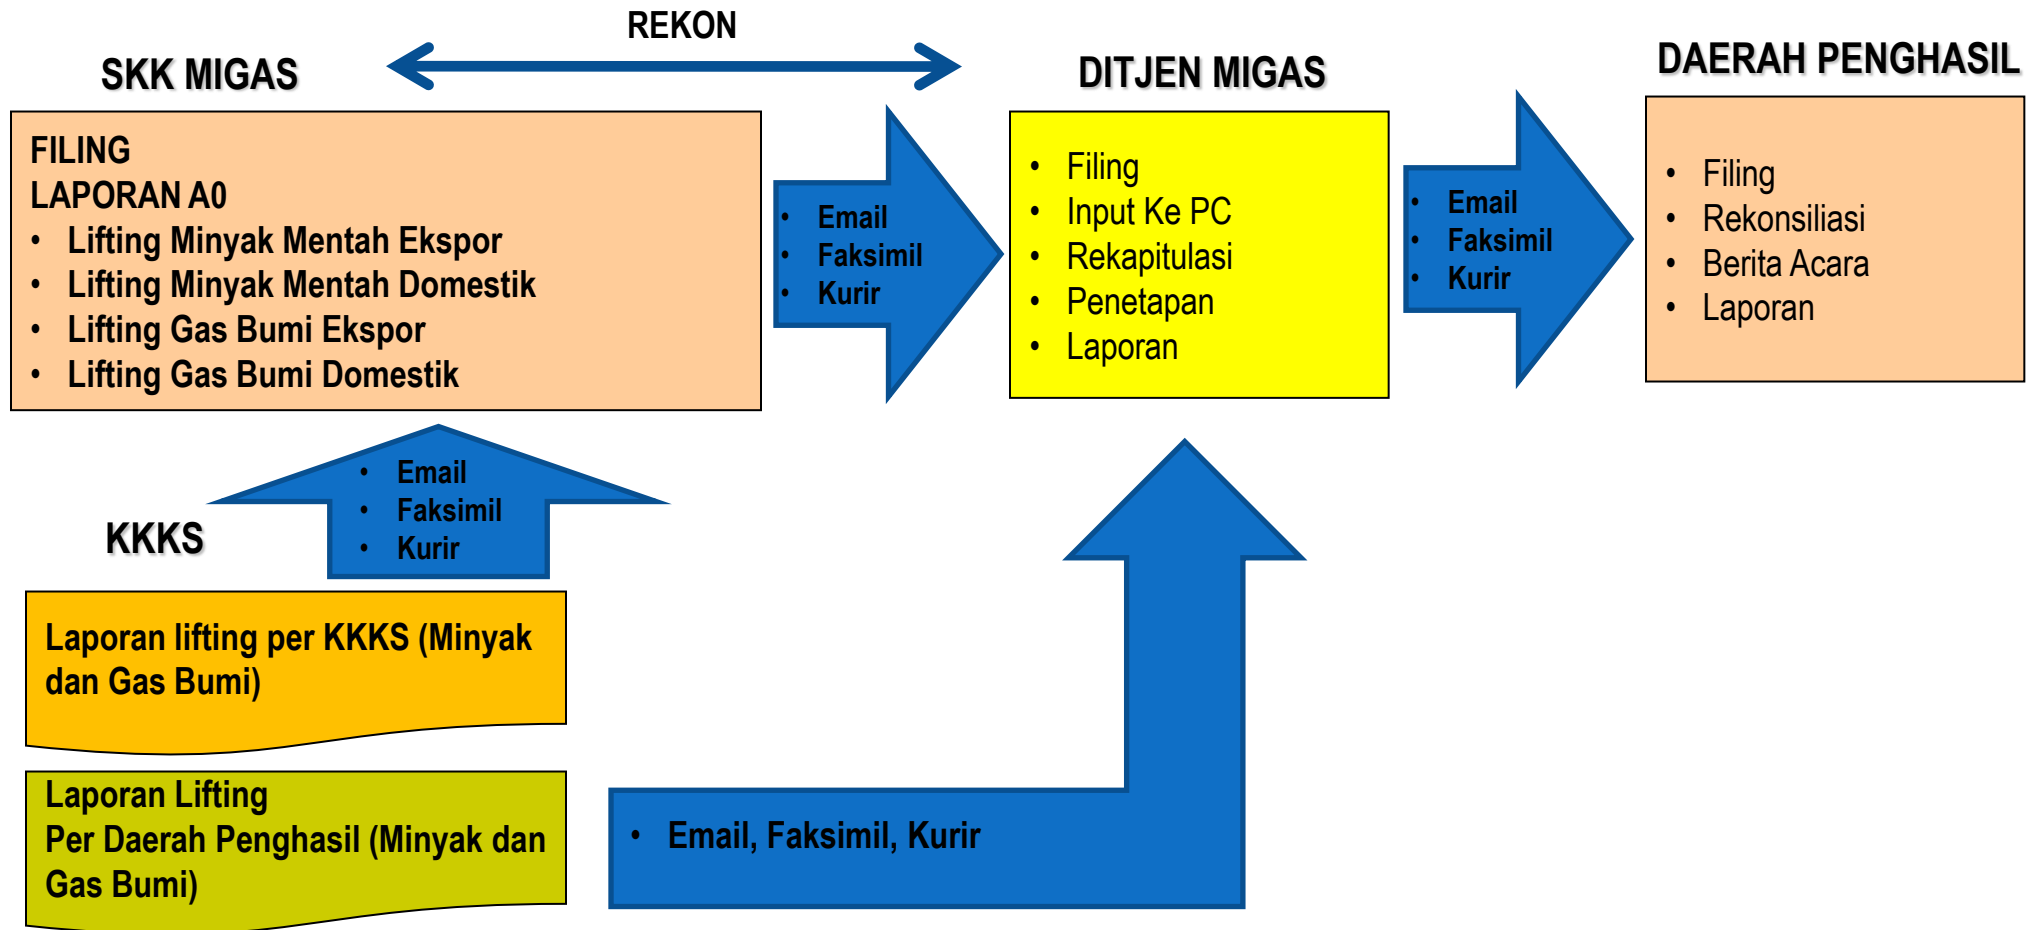 REKON
SKK MIGAS
DITJEN MIGAS
DAERAH PENGHASIL
FILING
LAPORAN A0
• Lifting Minyak Mentah Ekspor
• Lifting Minyak Mentah Domestik
• Lifting Gas Bumi Ekspor
• Lifting Gas Bumi Domestik
• Email
• Faksimil
• Kurir
• Filing
• Input Ke PC
• Rekapitulasi
• Penetapan
• Laporan
• Email
• Faksimil
• Kurir
• Filing
• Rekonsiliasi
• Berita Acara
• Laporan
• Email
• Faksimil
• Kurir
KKKS
Laporan lifting per KKKS (Minyak
dan Gas Bumi)
Laporan Lifting
Per Daerah Penghasil (Minyak dan
Gas Bumi)
• Email, Faksimil, Kurir